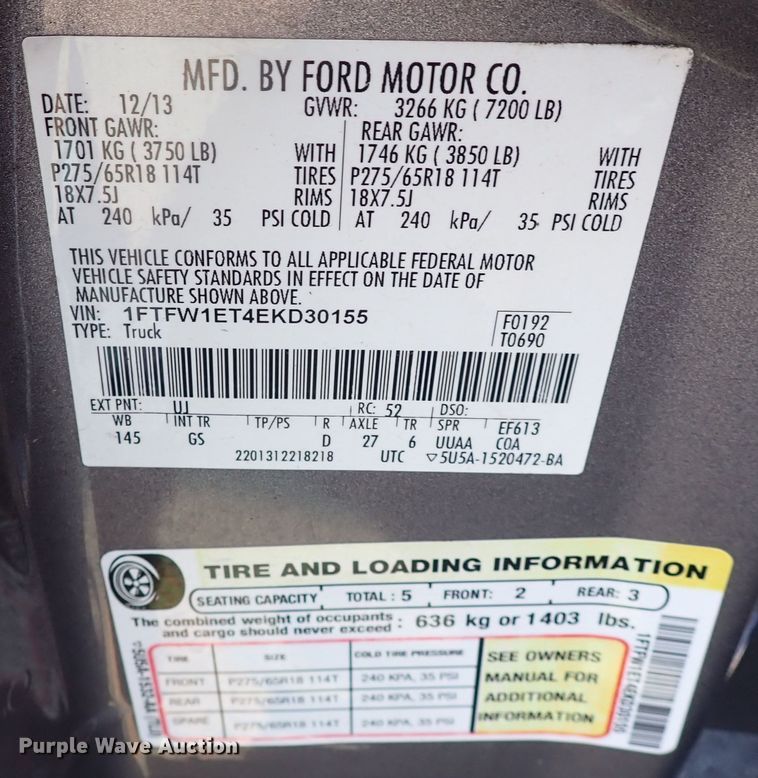 MFD. BY FORD MOTOR CO.
DATE: 12/13 GVWR: 3266 KG ( 7200 LB)
FRONT GAWR: REAR GAWR:
1701 KG ( 3750 LB) WITH 1746 KG ( 3850 LB) WITH
P275/65R18 114T TIRES P275/65R18 114T TIRES
18X7.5J RIMS 18X7.5J RIMS
AT 240 kPa/ 35 PSI COLD AT 240 kPa/ 35 PSI COLD
THIS VEHICLE CONFORMS TO ALL APPLICABLE FEDERAL MOTOR
VEHICLE SAFETY STANDARDS IN EFFECT ON THE DATE OF
MANUFACTURE SHOWN ABOVE.
VIN: 1FTFW1ET4EKD30155
TYPE: Truck
F0192
T0690
EXT PNT: UJ RC: 52 DSO:
WB INT TR TP/PS R AXLE TR SPR EF613
145 GS D 27 6 UUAA COA
2201312218218 UTC ▽5U5A-1520472-BA
TIRE AND LOADING INFORMATION
SEATING CAPACITY TOTAL : 5 FRONT: 2 REAR: 3
The combined weight of occupants
and cargo should never exceed : 636 kg or 1403 lbs.
TIRE SIZE COLD TIRE PRESSURE
FRONT P275/65R18 114T 240 KPA, 35 PSI
REAR P275/65R18 114T 240 KPA, 35 PSI
SPARE P275/65R18 114T 240 KPA, 35 PSI
SEE OWNERS
MANUAL FOR
ADDITIONAL
INFORMATION
1FTFW1ET4EKD30155
Purple Wave Auction